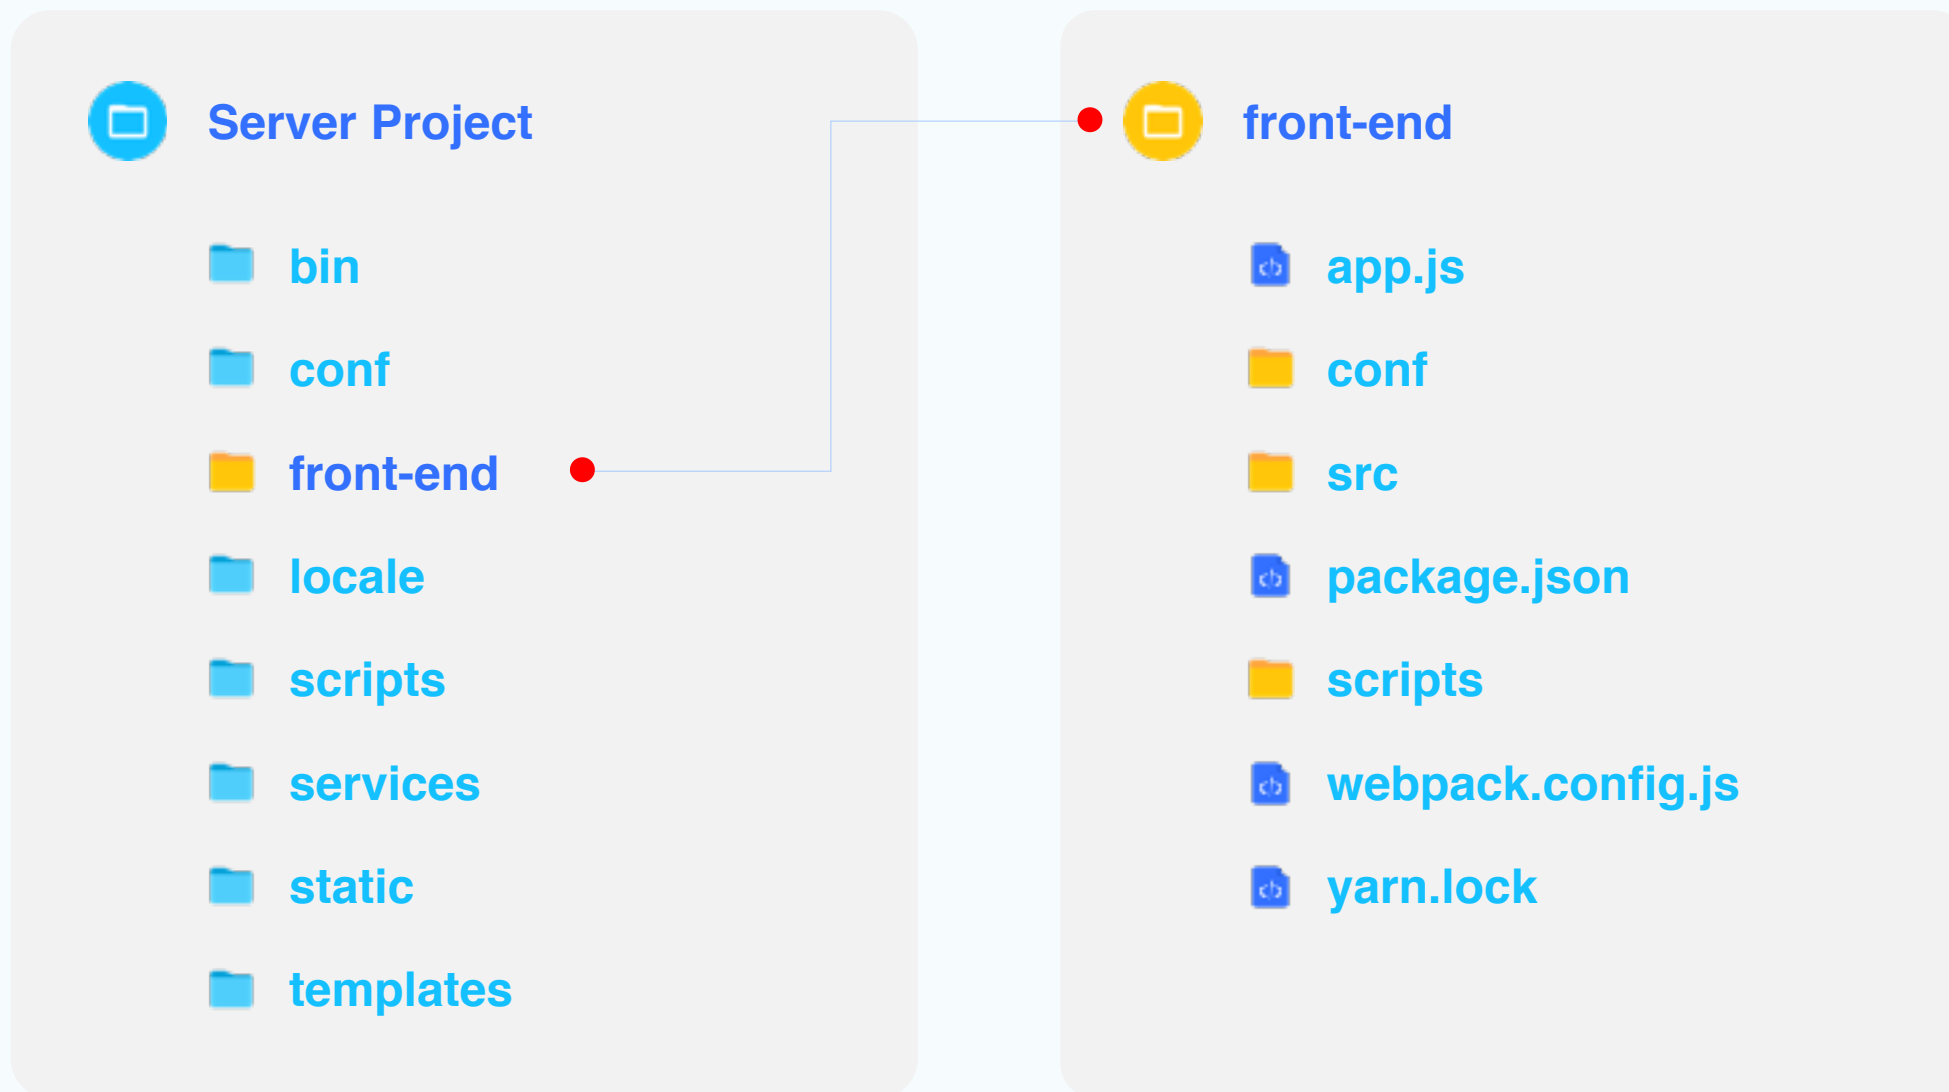 Server Project
bin
conf
front-end
locale
scripts
services
static
templates
front-end
app.js
conf
src
package.json
scripts
webpack.config.js
yarn.lock